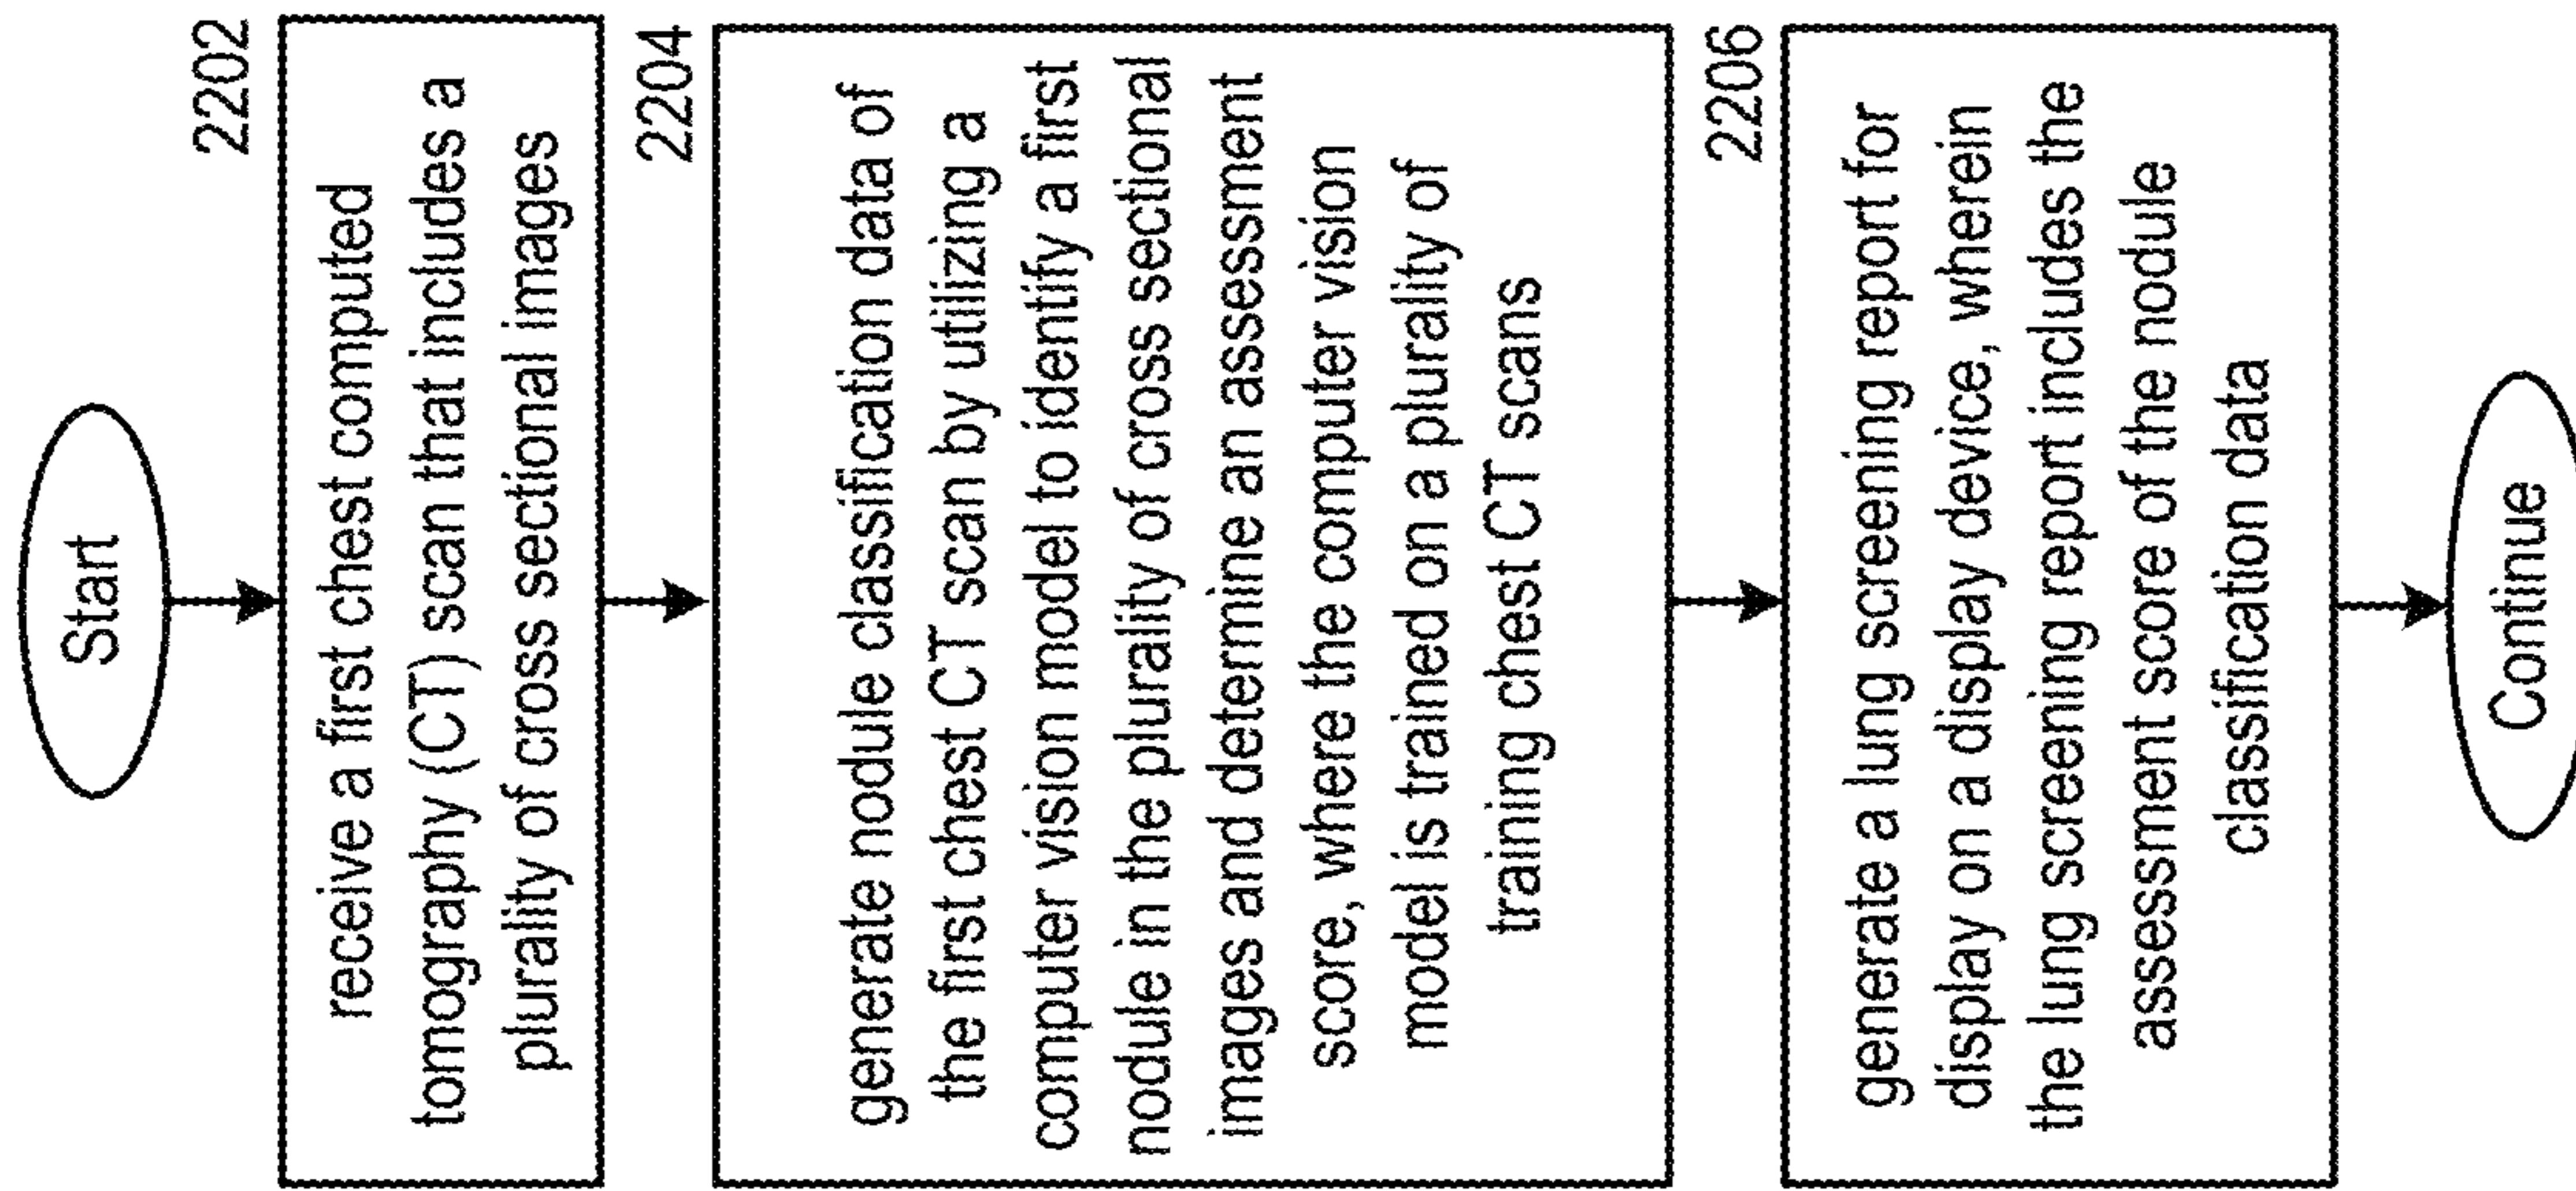 Start
2202
receive a first chest computed
tomography (CT) scan that includes a
plurality of cross sectional images
2204
generate nodule classification data of
the first chest CT scan by utilizing a
computer vision model to identify a first
nodule in the plurality of cross sectional
images and determine an assessment
score, where the computer vision
model is trained on a plurality of
training chest CT scans
2206
generate a lung screening report for
display on a display device, wherein
the lung screening report includes the
assessment score of the nodule
classification data
Continue